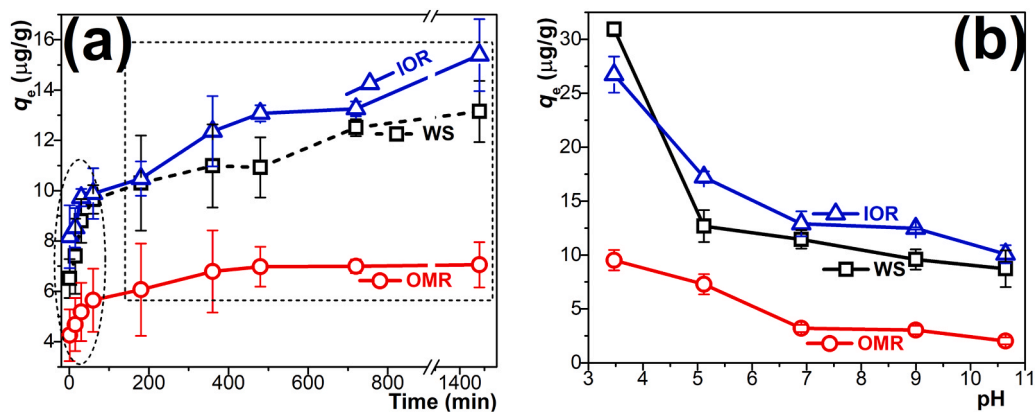 (a)
qe (μg/g)
16
14
12
10
8
6
4
IOR
WS
OMR
0 200 400 600 800 1400
Time (min)
(b)
qe (μg/g)
30
25
20
15
10
5
0
IOR
WS
OMR
3 4 5 6 7 8 9 10 11
pH